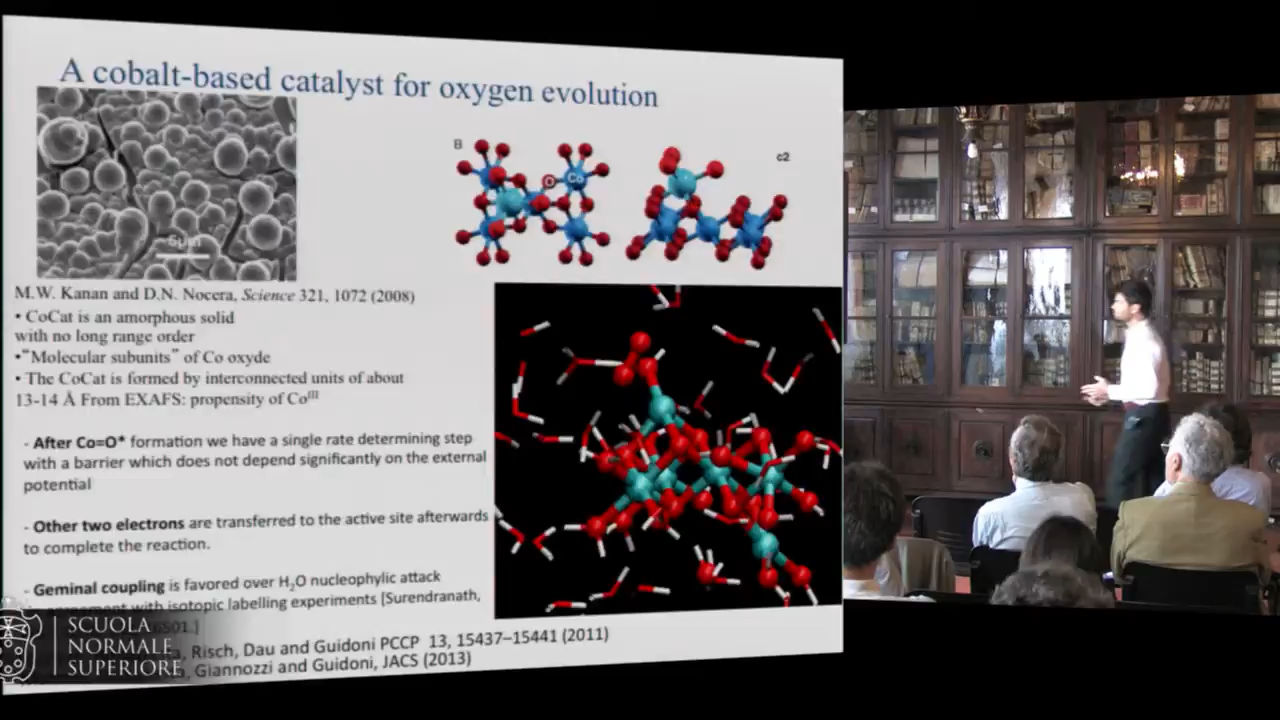 A cobalt-based catalyst for oxygen evolution
5μm
B
O
Co
c2
M.W. Kanan and D.N. Nocera, Science 321, 1072 (2008)
• CoCat is an amorphous solid
with no long range order
•"Molecular subunits" of Co oxyde
• The CoCat is formed by interconnected units of about
13-14 Å From EXAFS: propensity of Coᴵᴵᴵ
- After Co=O* formation we have a single rate determining step
with a barrier which does not depend significantly on the external
potential
- Other two electrons are transferred to the active site afterwards
to complete the reaction.
- Geminal coupling is favored over H₂O nucleophylic attack
with isotopic labelling experiments [Surendranath,
Risch, Dau and Guidoni PCCP 13, 15437–15441 (2011)
Giannozzi and Guidoni, JACS (2013)
SCUOLA
NORMALE
SUPERIORE